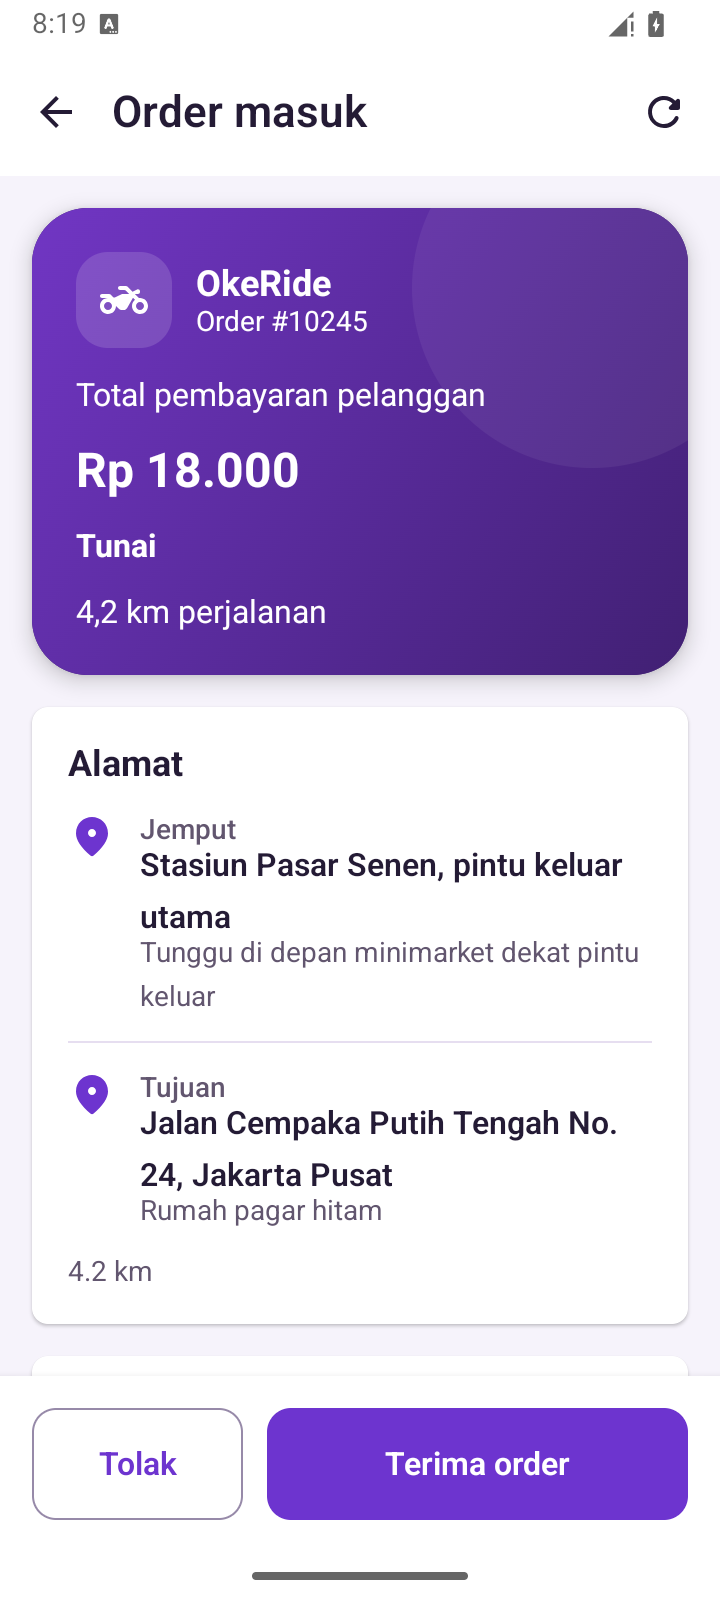 8:19
Order masuk
OkeRide
Order #10245
Total pembayaran pelanggan
Rp 18.000
Tunai
4,2 km perjalanan
Alamat
Jemput
Stasiun Pasar Senen, pintu keluar
utama
Tunggu di depan minimarket dekat pintu
keluar
Tujuan
Jalan Cempaka Putih Tengah No.
24, Jakarta Pusat
Rumah pagar hitam
4.2 km
Tolak
Terima order